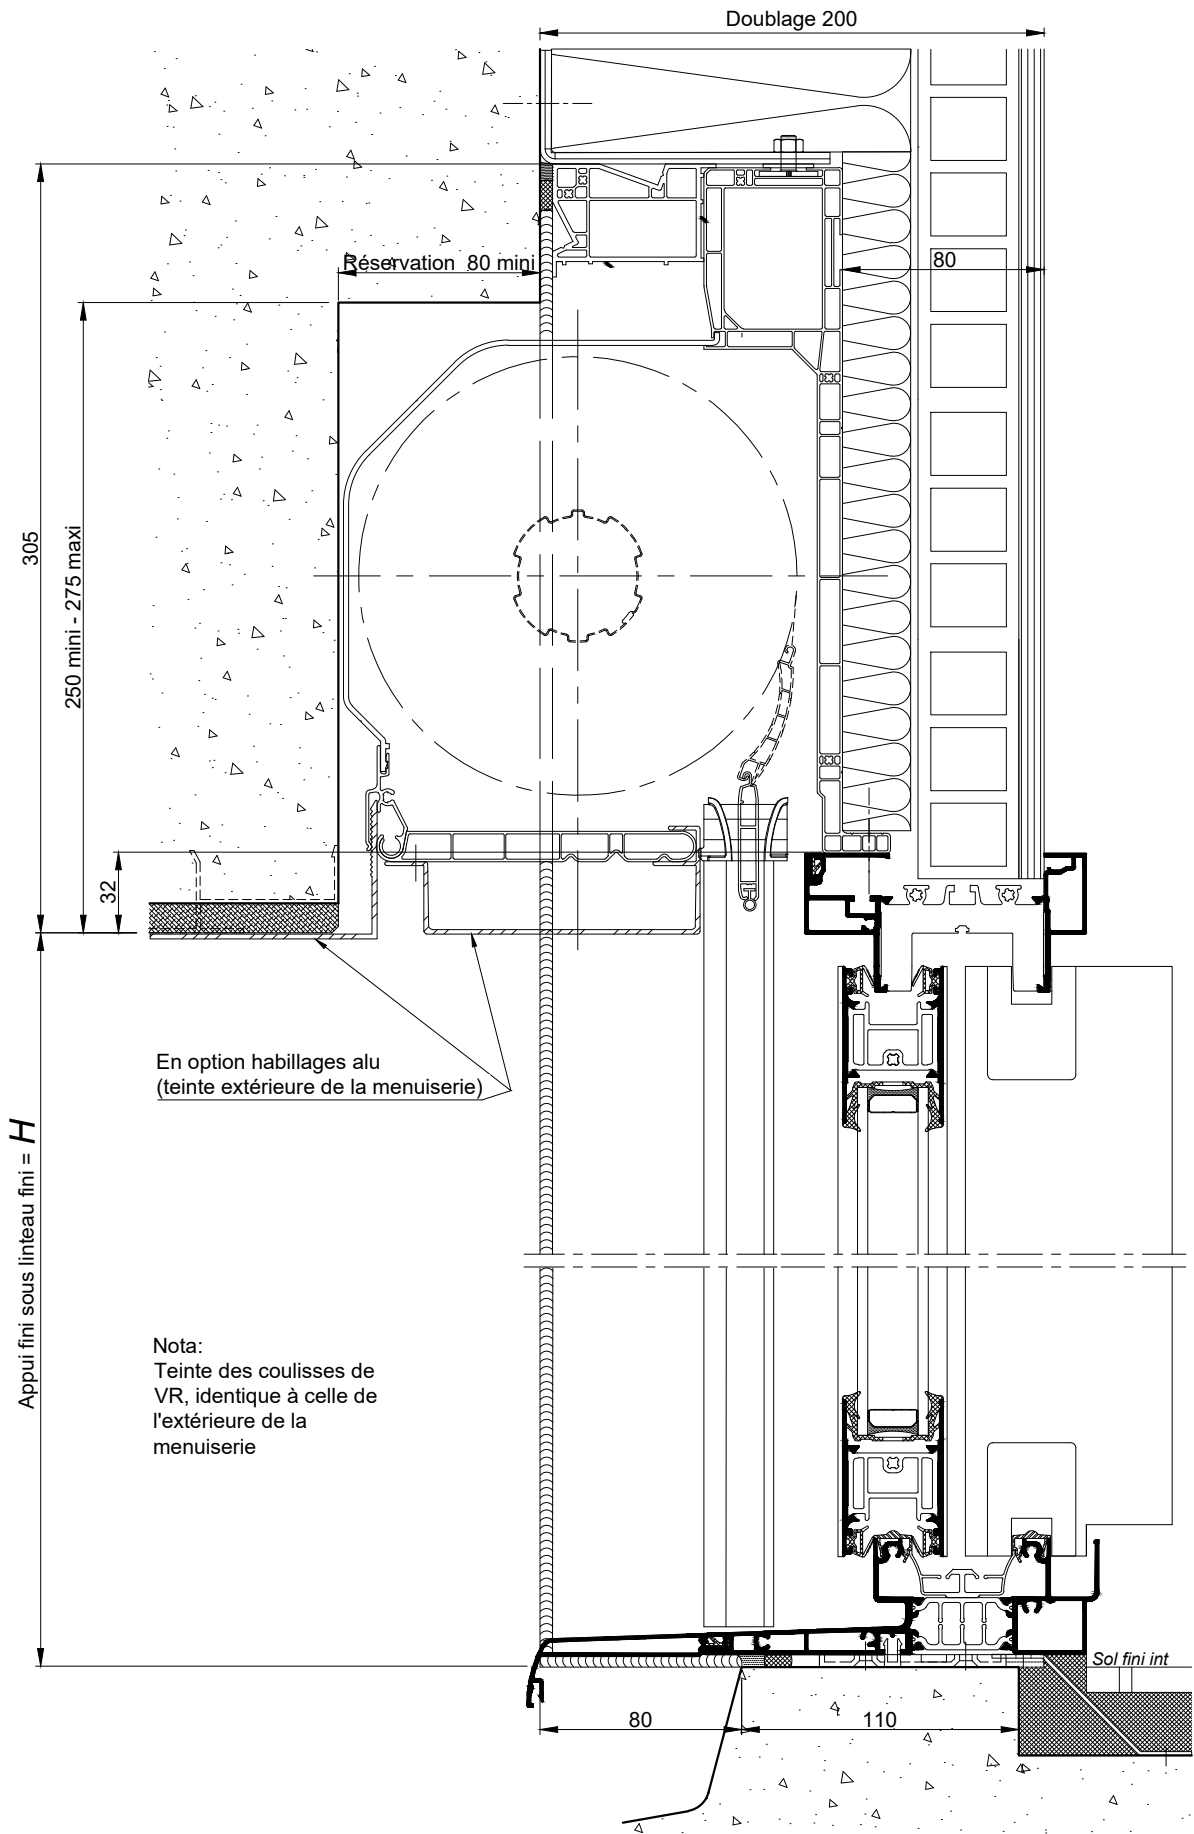 Doublage 200
Réservation 80 mini
80
305
250 mini - 275 maxi
32
En option habillages alu
(teinte extérieure de la menuiserie)
Appui fini sous linteau fini = H
Nota:
Teinte des coulisses de
VR, identique à celle de
l'extérieure de la
menuiserie
Sol fini int
80
110